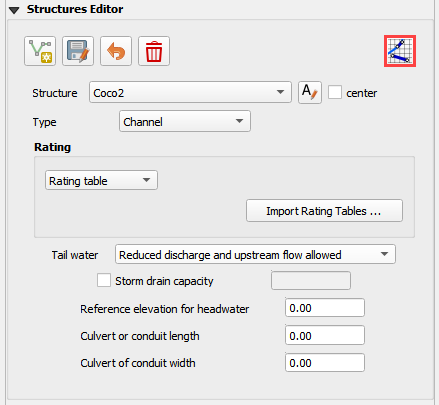 Structures Editor
Structure Coco2 center
Type Channel
Rating
Rating table
Import Rating Tables ...
Tail water Reduced discharge and upstream flow allowed
Storm drain capacity
Reference elevation for headwater 0.00
Culvert or conduit length 0.00
Culvert of conduit width 0.00